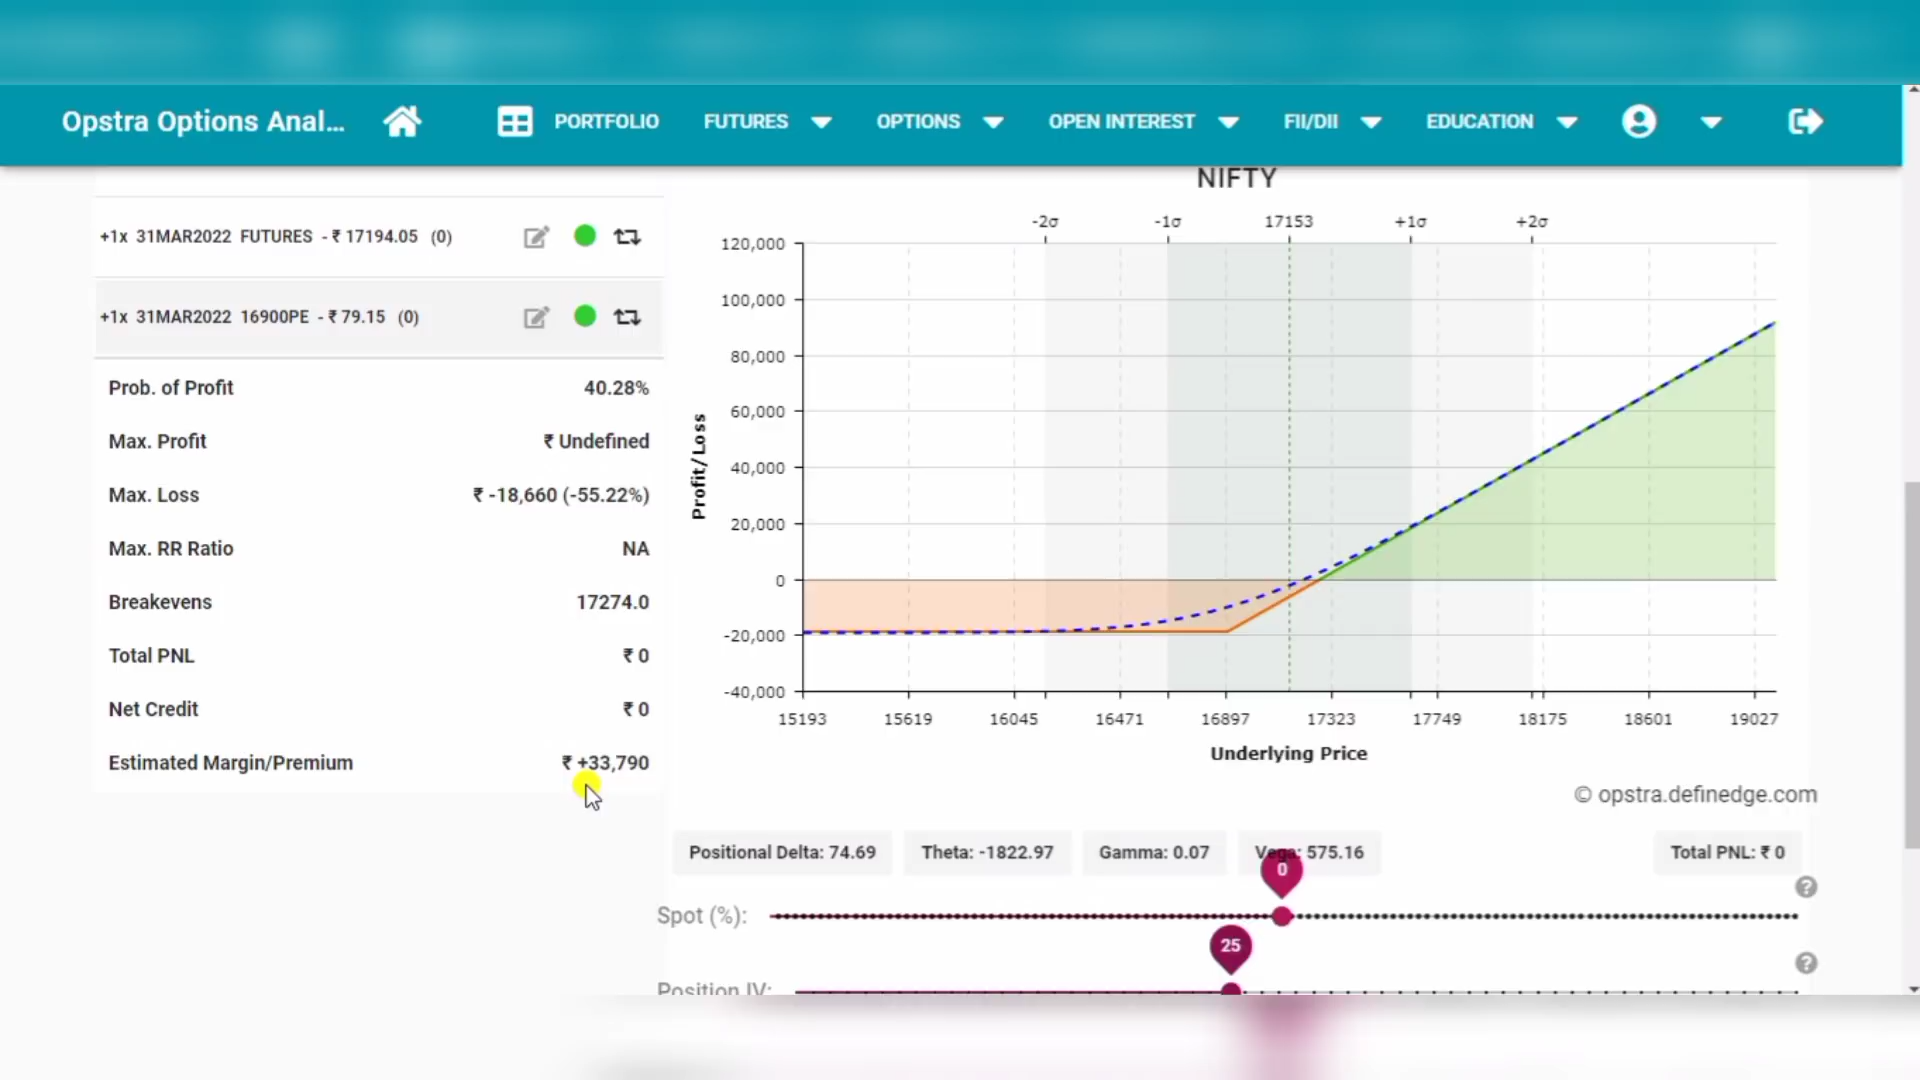 Opstra Options Anal...
PORTFOLIO
FUTURES
OPTIONS
OPEN INTEREST
FII/DII
EDUCATION
+1x 31MAR2022 FUTURES - ₹ 17194.05 (0)
+1x 31MAR2022 16900PE - ₹ 79.15 (0)
Prob. of Profit 40.28%
Max. Profit ₹ Undefined
Max. Loss ₹ -18,660 (-55.22%)
Max. RR Ratio NA
Breakevens 17274.0
Total PNL ₹ 0
Net Credit ₹ 0
Estimated Margin/Premium ₹ +33,790
NIFTY
-2σ -1σ 17153 +1σ +2σ
120,000
100,000
80,000
60,000
40,000
20,000
0
-20,000
-40,000
Profit/Loss
15193 15619 16045 16471 16897 17323 17749 18175 18601 19027
Underlying Price
© opstra.definedge.com
Positional Delta: 74.69 Theta: -1822.97 Gamma: 0.07 Vega: 575.16 Total PNL: ₹ 0
0
?
Spot (%):
25
?
Position IV: